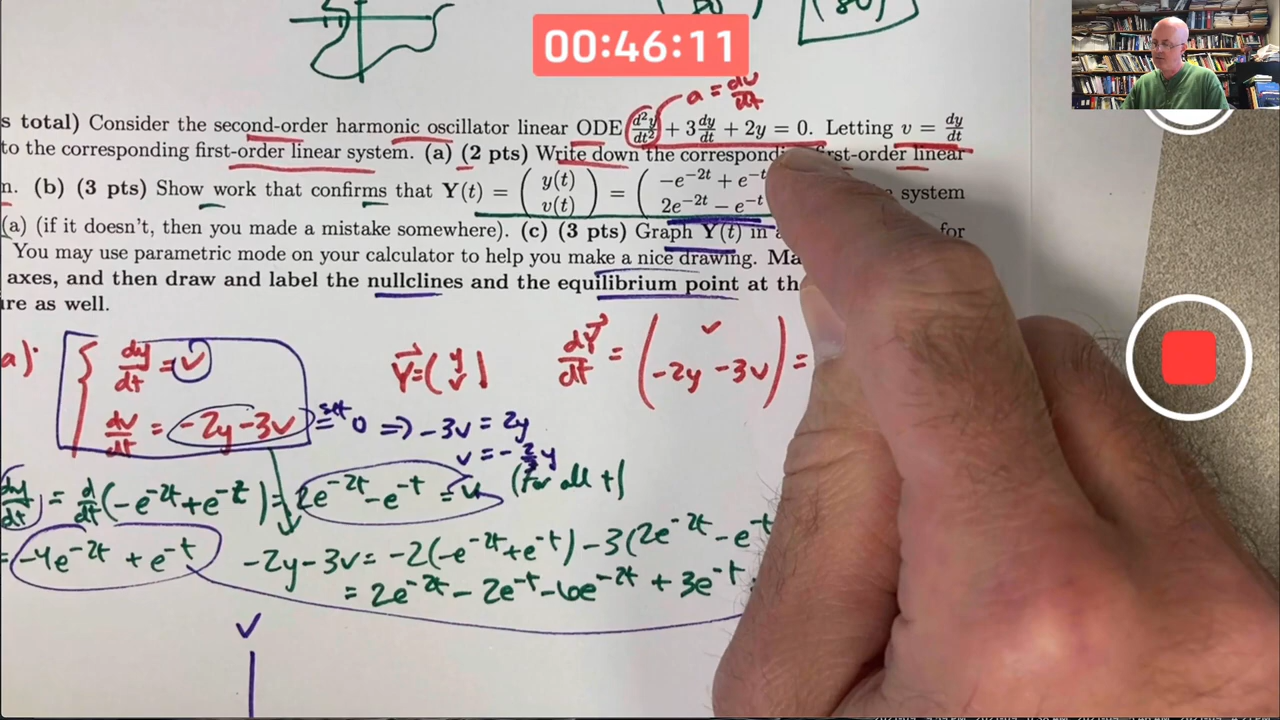 00:46:11
a = dv/dt
s total) Consider the second-order harmonic oscillator linear ODE d²y/dt² + 3 dy/dt + 2y = 0. Letting v = dy/dt
to the corresponding first-order linear system. (a) (2 pts) Write down the correspondi rst-order linear
n. (b) (3 pts) Show work that confirms that Y(t) = ( y(t) v(t) ) = ( −e^{−2t} + e^{−t} 2e^{−2t} − e^{−t} system
(a) (if it doesn't, then you made a mistake somewhere). (c) (3 pts) Graph Y(t) in for
You may use parametric mode on your calculator to help you make a nice drawing. Ma
axes, and then draw and label the nullclines and the equilibrium point at th
re as well.
a): { dy/dt = v
Y⃗ = ( y v )
dY⃗/dt = ( v −2y −3v ) =
dv/dt = −2y −3v set= 0 ⇒ −3v = 2y
v = −2/3 y
dy/dt = d/dt(−e^{−2t} + e^{−t}) = 2e^{−2t} − e^{−t} = v (for all t)
= −4e^{−2t} + e^{−t} −2y −3v = −2(−e^{−2t} + e^{−t}) − 3(2e^{−2t} − e^{−t}
= 2e^{−2t} − 2e^{−t} − 6e^{−2t} + 3e^{−t}
v